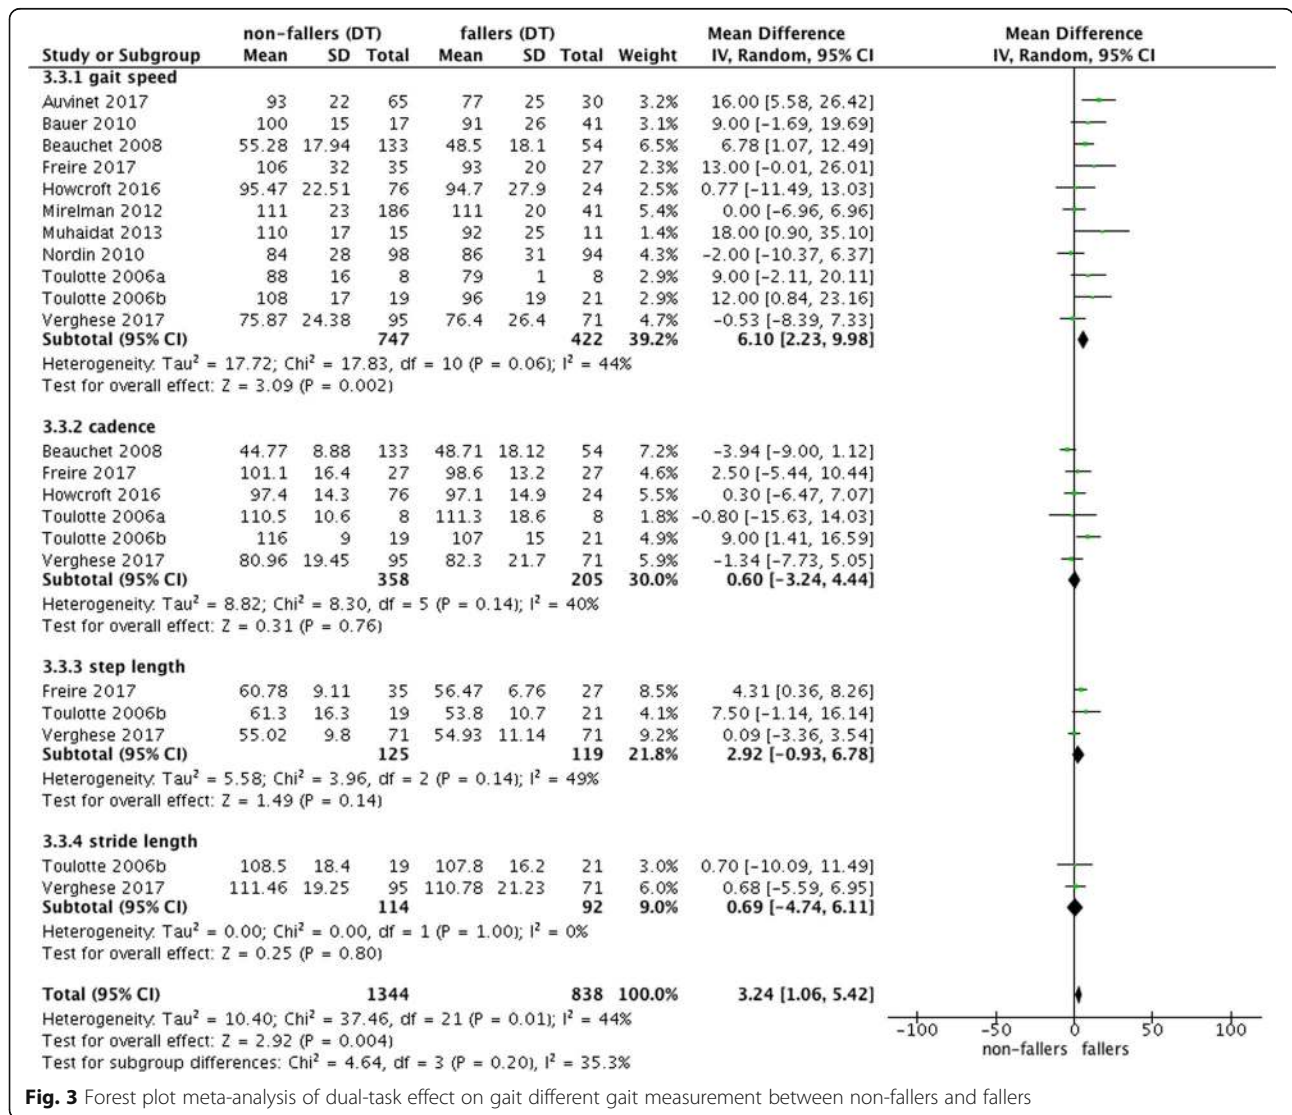 non-fallers (DT) fallers (DT) Mean Difference Mean Difference
Study or Subgroup Mean SD Total Mean SD Total Weight IV, Random, 95% CI IV, Random, 95% CI
3.3.1 gait speed
Auvinet 2017 93 22 65 77 25 30 3.2% 16.00 [5.58, 26.42]
Bauer 2010 100 15 17 91 26 41 3.1% 9.00 [-1.69, 19.69]
Beauchet 2008 55.28 17.94 133 48.5 18.1 54 6.5% 6.78 [1.07, 12.49]
Freire 2017 106 32 35 93 20 27 2.3% 13.00 [-0.01, 26.01]
Howcroft 2016 95.47 22.51 76 94.7 27.9 24 2.5% 0.77 [-11.49, 13.03]
Mirelman 2012 111 23 186 111 20 41 5.4% 0.00 [-6.96, 6.96]
Muhaidat 2013 110 17 15 92 25 11 1.4% 18.00 [0.90, 35.10]
Nordin 2010 84 28 98 86 31 94 4.3% -2.00 [-10.37, 6.37]
Toulotte 2006a 88 16 8 79 1 8 2.9% 9.00 [-2.11, 20.11]
Toulotte 2006b 108 17 19 96 19 21 2.9% 12.00 [0.84, 23.16]
Verghese 2017 75.87 24.38 95 76.4 26.4 71 4.7% -0.53 [-8.39, 7.33]
Subtotal (95% CI) 747 422 39.2% 6.10 [2.23, 9.98]
Heterogeneity: Tau² = 17.72; Chi² = 17.83, df = 10 (P = 0.06); I² = 44%
Test for overall effect: Z = 3.09 (P = 0.002)
3.3.2 cadence
Beauchet 2008 44.77 8.88 133 48.71 18.12 54 7.2% -3.94 [-9.00, 1.12]
Freire 2017 101.1 16.4 27 98.6 13.2 27 4.6% 2.50 [-5.44, 10.44]
Howcroft 2016 97.4 14.3 76 97.1 14.9 24 5.5% 0.30 [-6.47, 7.07]
Toulotte 2006a 110.5 10.6 8 111.3 18.6 8 1.8% -0.80 [-15.63, 14.03]
Toulotte 2006b 116 9 19 107 15 21 4.9% 9.00 [1.41, 16.59]
Verghese 2017 80.96 19.45 95 82.3 21.7 71 5.9% -1.34 [-7.73, 5.05]
Subtotal (95% CI) 358 205 30.0% 0.60 [-3.24, 4.44]
Heterogeneity: Tau² = 8.82; Chi² = 8.30, df = 5 (P = 0.14); I² = 40%
Test for overall effect: Z = 0.31 (P = 0.76)
3.3.3 step length
Freire 2017 60.78 9.11 35 56.47 6.76 27 8.5% 4.31 [0.36, 8.26]
Toulotte 2006b 61.3 16.3 19 53.8 10.7 21 4.1% 7.50 [-1.14, 16.14]
Verghese 2017 55.02 9.8 71 54.93 11.14 71 9.2% 0.09 [-3.36, 3.54]
Subtotal (95% CI) 125 119 21.8% 2.92 [-0.93, 6.78]
Heterogeneity: Tau² = 5.58; Chi² = 3.96, df = 2 (P = 0.14); I² = 49%
Test for overall effect: Z = 1.49 (P = 0.14)
3.3.4 stride length
Toulotte 2006b 108.5 18.4 19 107.8 16.2 21 3.0% 0.70 [-10.09, 11.49]
Verghese 2017 111.46 19.25 95 110.78 21.23 71 6.0% 0.68 [-5.59, 6.95]
Subtotal (95% CI) 114 92 9.0% 0.69 [-4.74, 6.11]
Heterogeneity: Tau² = 0.00; Chi² = 0.00, df = 1 (P = 1.00); I² = 0%
Test for overall effect: Z = 0.25 (P = 0.80)
Total (95% CI) 1344 838 100.0% 3.24 [1.06, 5.42]
Heterogeneity: Tau² = 10.40; Chi² = 37.46, df = 21 (P = 0.01); I² = 44%
Test for overall effect: Z = 2.92 (P = 0.004)
Test for subgroup differences: Chi² = 4.64, df = 3 (P = 0.20), I² = 35.3%
-100 -50 0 50 100
non-fallers fallers
Fig. 3 Forest plot meta-analysis of dual-task effect on gait different gait measurement between non-fallers and fallers